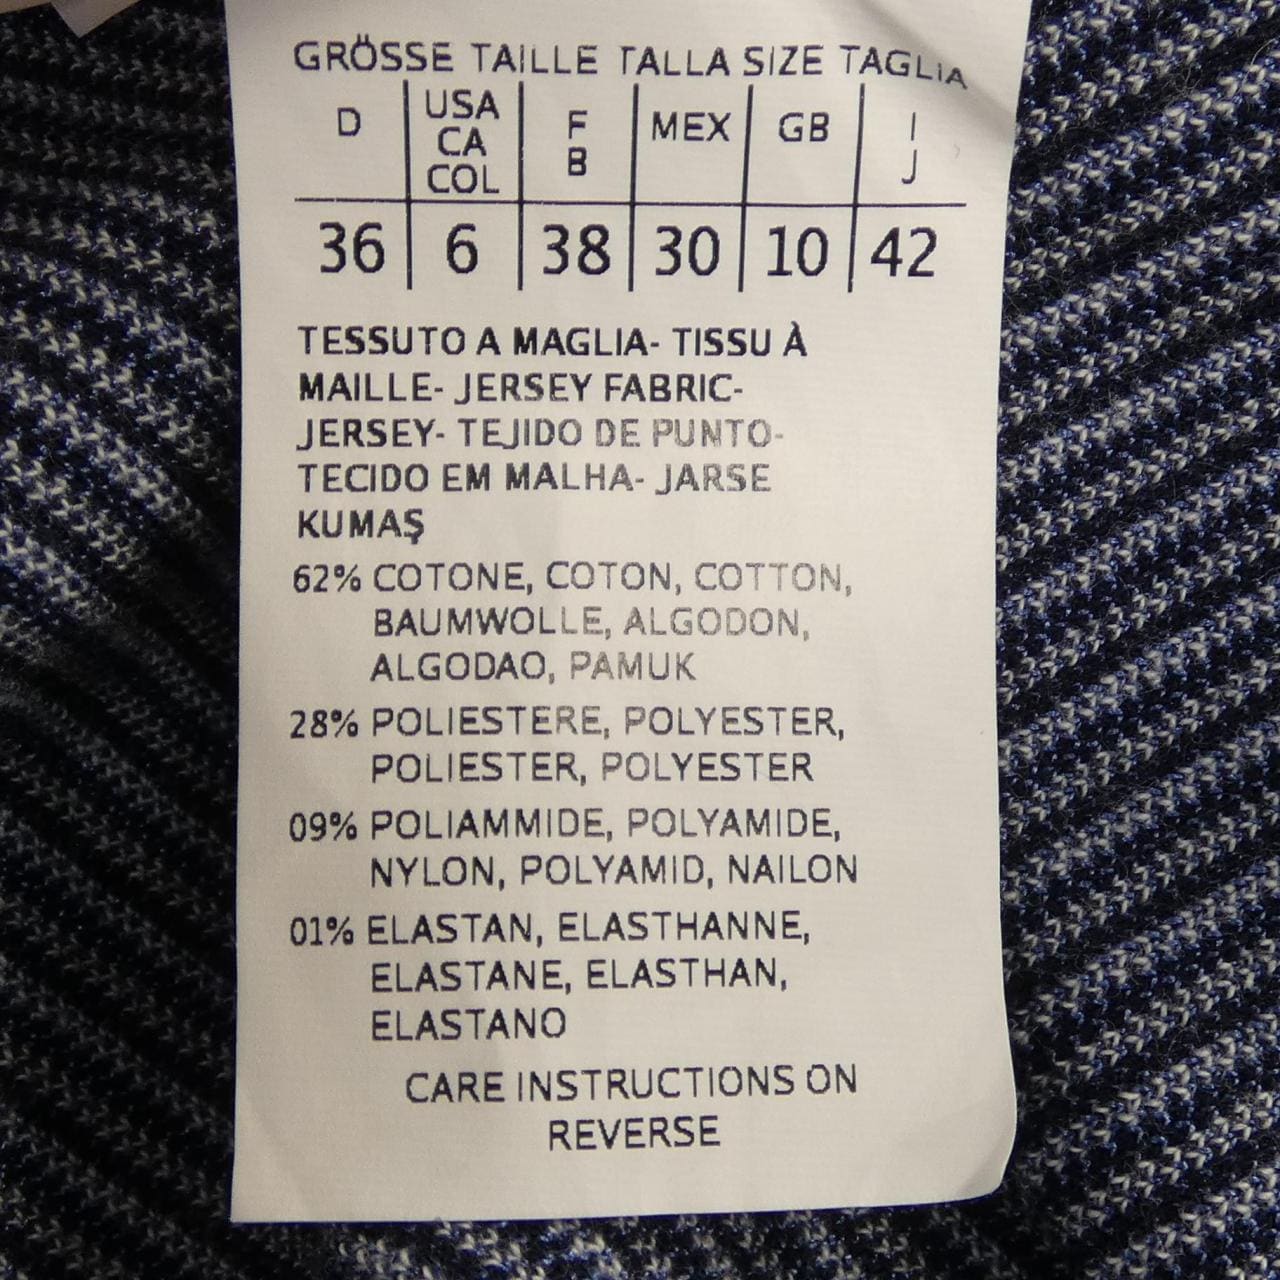 GRÖSSE TAILLE TALLA SIZE TAGLIA
D USA CA COL F B MEX GB I J
36 6 38 30 10 42
TESSUTO A MAGLIA- TISSU À
MAILLE- JERSEY FABRIC-
JERSEY- TEJIDO DE PUNTO-
TECIDO EM MALHA- JARSE
KUMAŞ
62% COTONE, COTON, COTTON,
BAUMWOLLE, ALGODON,
ALGODAO, PAMUK
28% POLIESTERE, POLYESTER,
POLIESTER, POLYESTER
09% POLIAMMIDE, POLYAMIDE,
NYLON, POLYAMID, NAILON
01% ELASTAN, ELASTHANNE,
ELASTANE, ELASTHAN,
ELASTANO
CARE INSTRUCTIONS ON
REVERSE